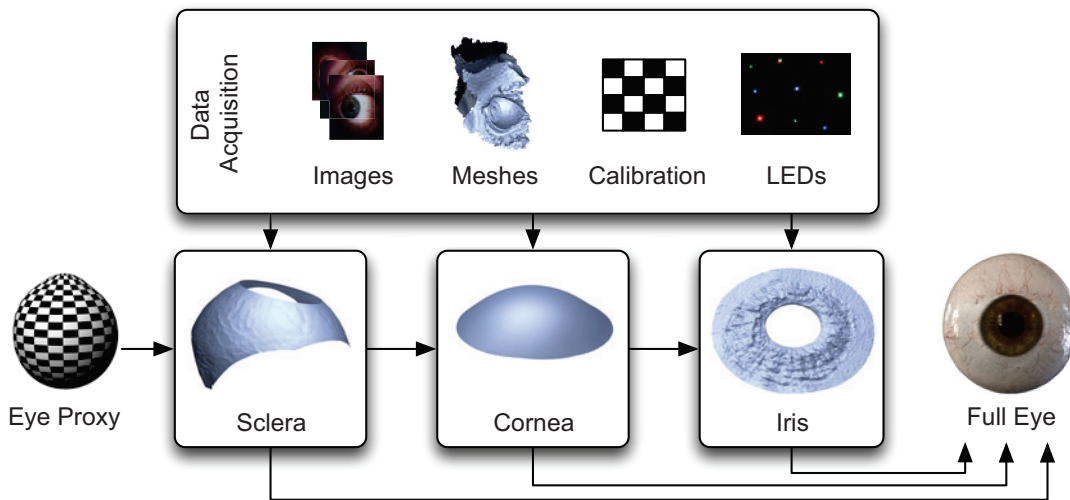 Data
Acquisition
Images
Meshes
Calibration
LEDs
Eye Proxy
Sclera
Cornea
Iris
Full Eye